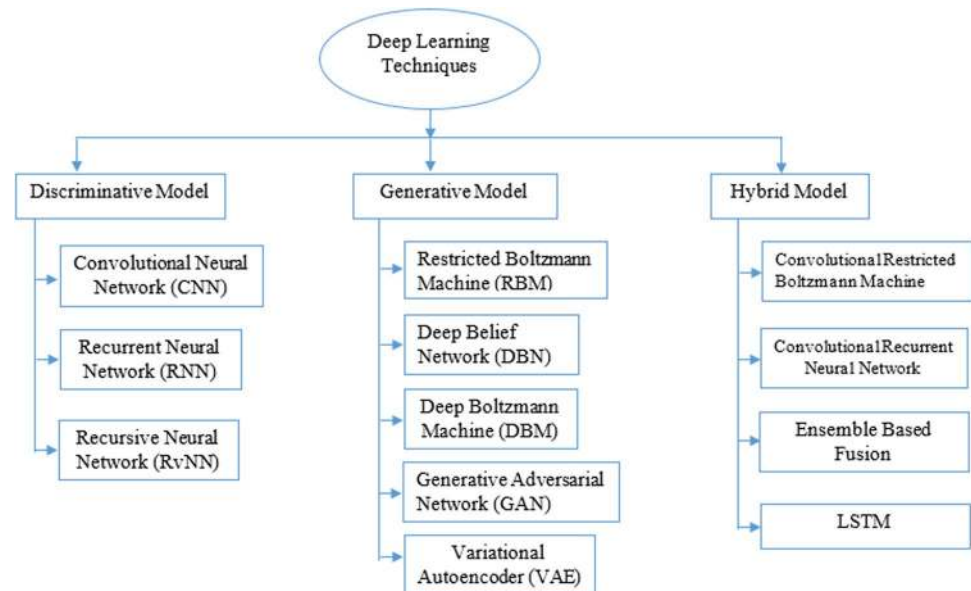 Deep Learning
Techniques
Discriminative Model
Convolutional Neural
Network (CNN)
Recurrent Neural
Network (RNN)
Recursive Neural
Network (RvNN)
Generative Model
Restricted Boltzmann
Machine (RBM)
Deep Belief
Network (DBN)
Deep Boltzmann
Machine (DBM)
Generative Adversarial
Network (GAN)
Variational
Autoencoder (VAE)
Hybrid Model
Convolutional Restricted
Boltzmann Machine
Convolutional Recurrent
Neural Network
Ensemble Based
Fusion
LSTM